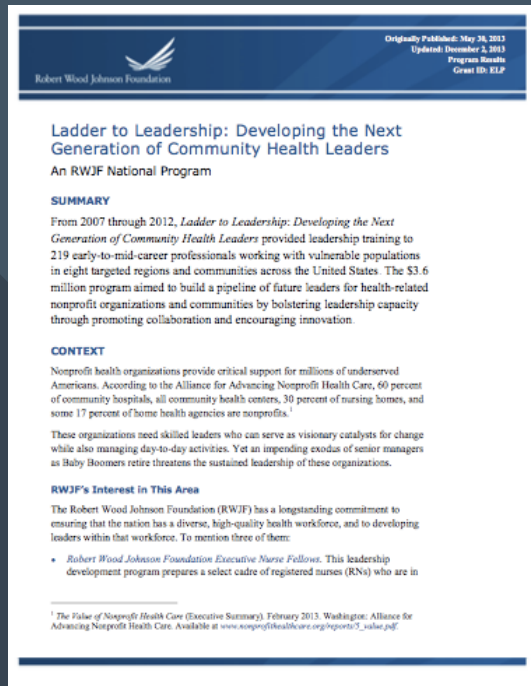 Originally Published: May 30, 2013
Updated: December 2, 2013
Program Results
Grant ID: ELP
Robert Wood Johnson Foundation
Ladder to Leadership: Developing the Next
Generation of Community Health Leaders
An RWJF National Program
SUMMARY
From 2007 through 2012, Ladder to Leadership: Developing the Next
Generation of Community Health Leaders provided leadership training to
219 early-to-mid-career professionals working with vulnerable populations
in eight targeted regions and communities across the United States. The $3.6
million program aimed to build a pipeline of future leaders for health-related
nonprofit organizations and communities by bolstering leadership capacity
through promoting collaboration and encouraging innovation.
CONTEXT
Nonprofit health organizations provide critical support for millions of underserved
Americans. According to the Alliance for Advancing Nonprofit Health Care, 60 percent
of community hospitals, all community health centers, 30 percent of nursing homes, and
some 17 percent of home health agencies are nonprofits.1
These organizations need skilled leaders who can serve as visionary catalysts for change
while also managing day-to-day activities. Yet an impending exodus of senior managers
as Baby Boomers retire threatens the sustained leadership of these organizations.
RWJF's Interest in This Area
The Robert Wood Johnson Foundation (RWJF) has a longstanding commitment to
ensuring that the nation has a diverse, high-quality health workforce, and to developing
leaders within that workforce. To mention three of them:
• Robert Wood Johnson Foundation Executive Nurse Fellows. This leadership
development program prepares a select cadre of registered nurses (RNs) who are in
1 The Value of Nonprofit Health Care (Executive Summary). February 2013. Washington: Alliance for
Advancing Nonprofit Health Care. Available at www.nonprofithealthcare.org/reports/5_value.pdf.